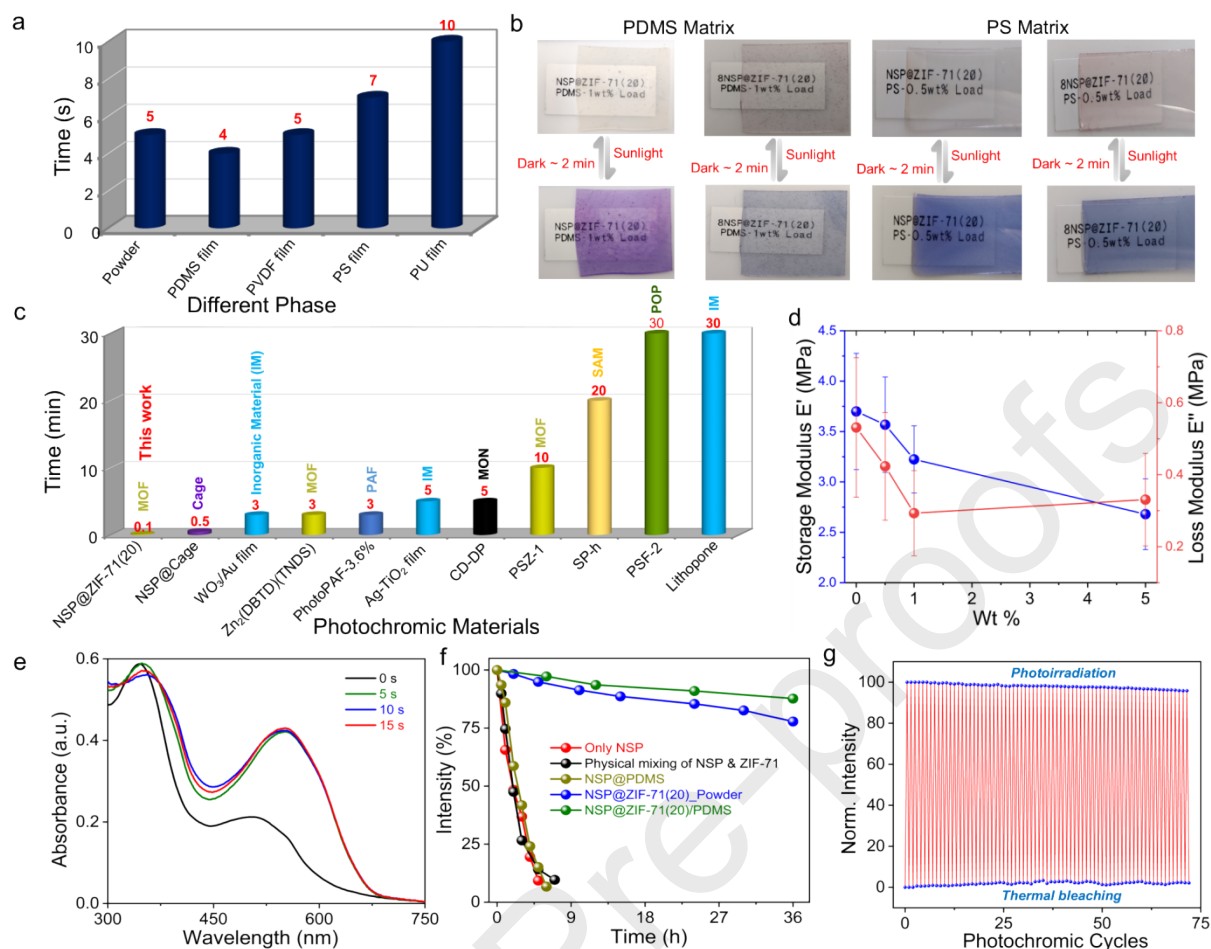 a
Time (s)
10
8
6
4
2
0
0
5
4
5
7
10
Powder
PDMS film
PVDF film
PS film
PU film
Different Phase
b
PDMS Matrix
PS Matrix
NSP@ZIF-71(20)
PDMS-1wt% Load
8NSP@ZIF-71(20)
PDMS-1wt% Load
NSP@ZIF-71(20)
PS-0.5wt% Load
8NSP@ZIF-71(20)
PS-0.5wt% Load
Dark ~ 2 min
Sunlight
Dark ~ 2 min
Sunlight
Dark ~ 2 min
Sunlight
Dark ~ 2 min
Sunlight
NSP@ZIF-71(20)
PDMS-1wt% Load
8NSP@ZIF-71(20)
PDMS-1wt% Load
NSP@ZIF-71(20)
PS-0.5wt% Load
8NSP@ZIF-71(20)
PS-0.5wt% Load
c
Time (min)
30
20
10
0
This work
MOF
0.1
Cage
0.5
Inorganic Material (IM)
3
MOF
3
PAF
3
IM
5
MON
5
MOF
10
SAM
20
POP
30
IM
30
NSP@ZIF-71(20)
NSP@Cage
WO₃/Au film
Zn₂(DBTD)(TNDS)
PhotoPAF-3.6%
Ag-TiO₂ film
CD-DP
PSZ-1
SP-h
PSF-2
Lithopone
Photochromic Materials
d
Storage Modulus E' (MPa)
4.5
4.0
3.5
3.0
2.5
2.0
Loss Modulus E'' (MPa)
0.8
0.6
0.4
0.2
0 1 2 3 4 5
Wt %
e
Absorbance (a.u.)
0.6
0.4
0.2
0.0
0 s
5 s
10 s
15 s
300 450 600 750
Wavelength (nm)
f
Intensity (%)
100
75
50
25
0
Only NSP
Physical mixing of NSP & ZIF-71
NSP@PDMS
NSP@ZIF-71(20)_Powder
NSP@ZIF-71(20)/PDMS
0 9 18 27 36
Time (h)
g
Norm. Intensity
100
80
60
40
20
0
Photoirradiation
Thermal bleaching
0 25 50 75
Photochromic Cycles
Pre-proofs